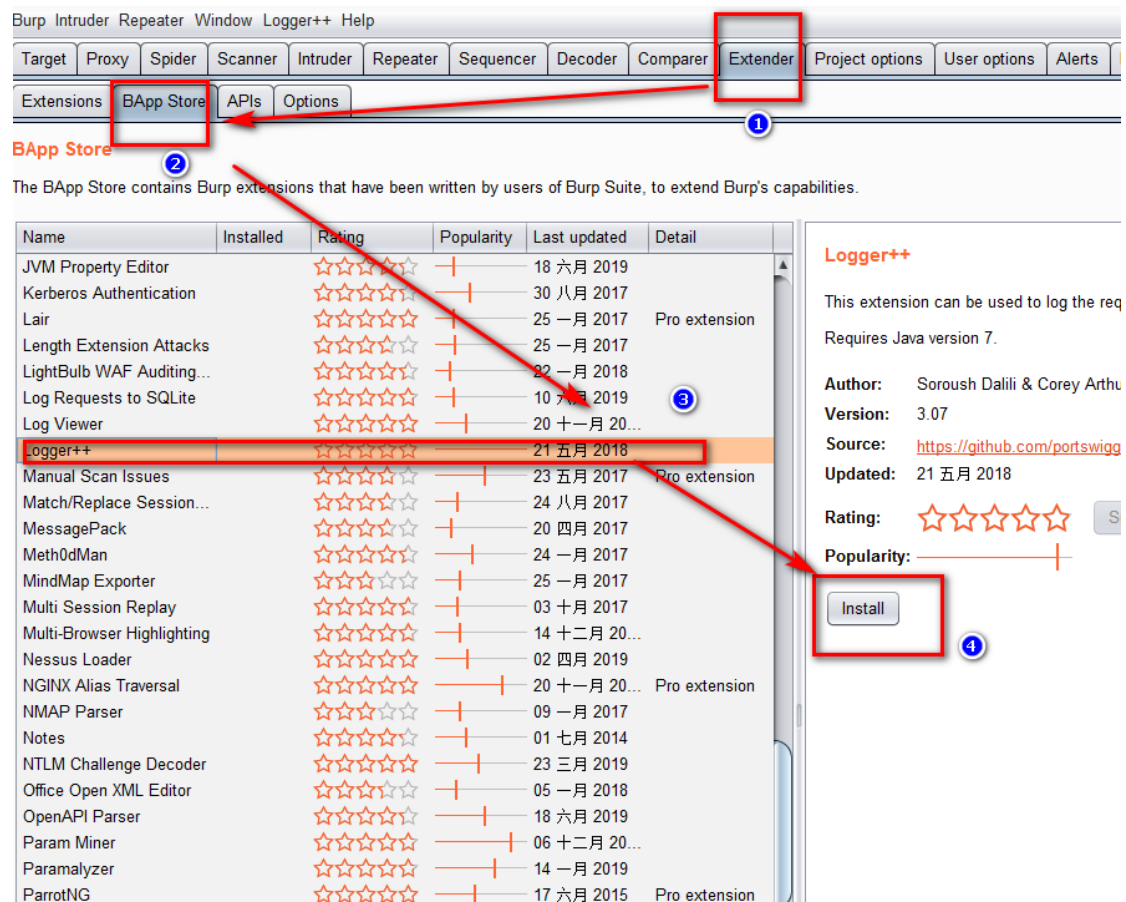 Burp Intruder Repeater Window Logger++ Help
Target Proxy Spider Scanner Intruder Repeater Sequencer Decoder Comparer Extender Project options User options Alerts
Extensions BApp Store APIs Options
1
BApp Store
2
The BApp Store contains Burp extensions that have been written by users of Burp Suite, to extend Burp's capabilities.
Name Installed Rating Popularity Last updated Detail
JVM Property Editor 18 六月 2019
Kerberos Authentication 30 八月 2017
Lair 25 一月 2017 Pro extension
Length Extension Attacks 25 一月 2017
LightBulb WAF Auditing... 22 一月 2018
Log Requests to SQLite 10 六月 2019
3
Log Viewer 20 十一月 20...
Logger++ 21 五月 2018
Manual Scan Issues 23 五月 2017 Pro extension
Match/Replace Session... 24 八月 2017
MessagePack 20 四月 2017
Meth0dMan 24 一月 2017
MindMap Exporter 25 一月 2017
Multi Session Replay 03 十月 2017
Multi-Browser Highlighting 14 十二月 20...
Nessus Loader 02 四月 2019
NGINX Alias Traversal 20 十一月 20... Pro extension
NMAP Parser 09 一月 2017
Notes 01 七月 2014
NTLM Challenge Decoder 23 三月 2019
Office Open XML Editor 05 一月 2018
OpenAPI Parser 18 六月 2019
Param Miner 06 十二月 20...
Paramalyzer 14 一月 2019
ParrotNG 17 六月 2015 Pro extension
Logger++
This extension can be used to log the
Requires Java version 7.
Author: Soroush Dalili & Corey
Version: 3.07
Source: https://github.com/portswigg
Updated: 21 五月 2018
Rating:
Popularity:
Install
4